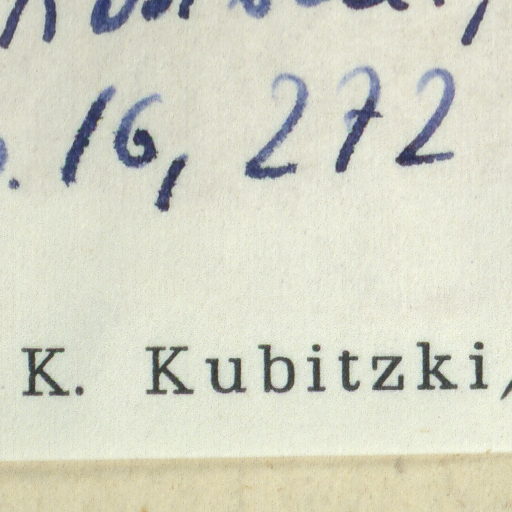 . 16, 272
K. Kubitzki,